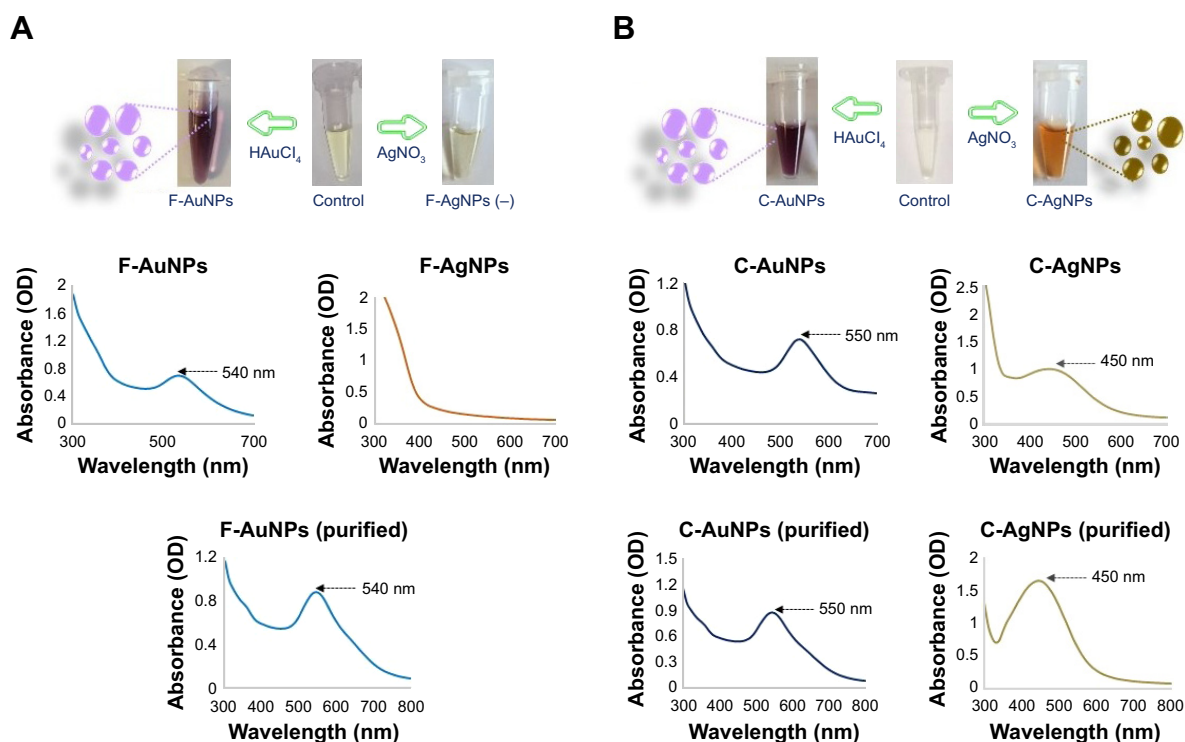 A
HAuCl4
AgNO3
F-AuNPs
Control
F-AgNPs (–)
F-AuNPs
Absorbance (OD)
2
1.6
1.2
0.8
0.4
0
540 nm
300
500
700
Wavelength (nm)
F-AgNPs
Absorbance (OD)
2
1.5
1
0.5
0
300 400 500 600 700
Wavelength (nm)
F-AuNPs (purified)
Absorbance (OD)
1.2
0.8
0.4
0
540 nm
300 400 500 600 700 800
Wavelength (nm)
B
HAuCl4
AgNO3
C-AuNPs
Control
C-AgNPs
C-AuNPs
Absorbance (OD)
1.2
0.8
0.4
0
550 nm
300 400 500 600 700
Wavelength (nm)
C-AgNPs
Absorbance (OD)
2.5
2
1.5
1
0.5
0
450 nm
300 400 500 600 700
Wavelength (nm)
C-AuNPs (purified)
Absorbance (OD)
1.5
1.2
0.9
0.6
0.3
0
550 nm
300 400 500 600 700 800
Wavelength (nm)
C-AgNPs (purified)
Absorbance (OD)
2
1.5
1
0.5
0
450 nm
300 400 500 600 700 800
Wavelength (nm)